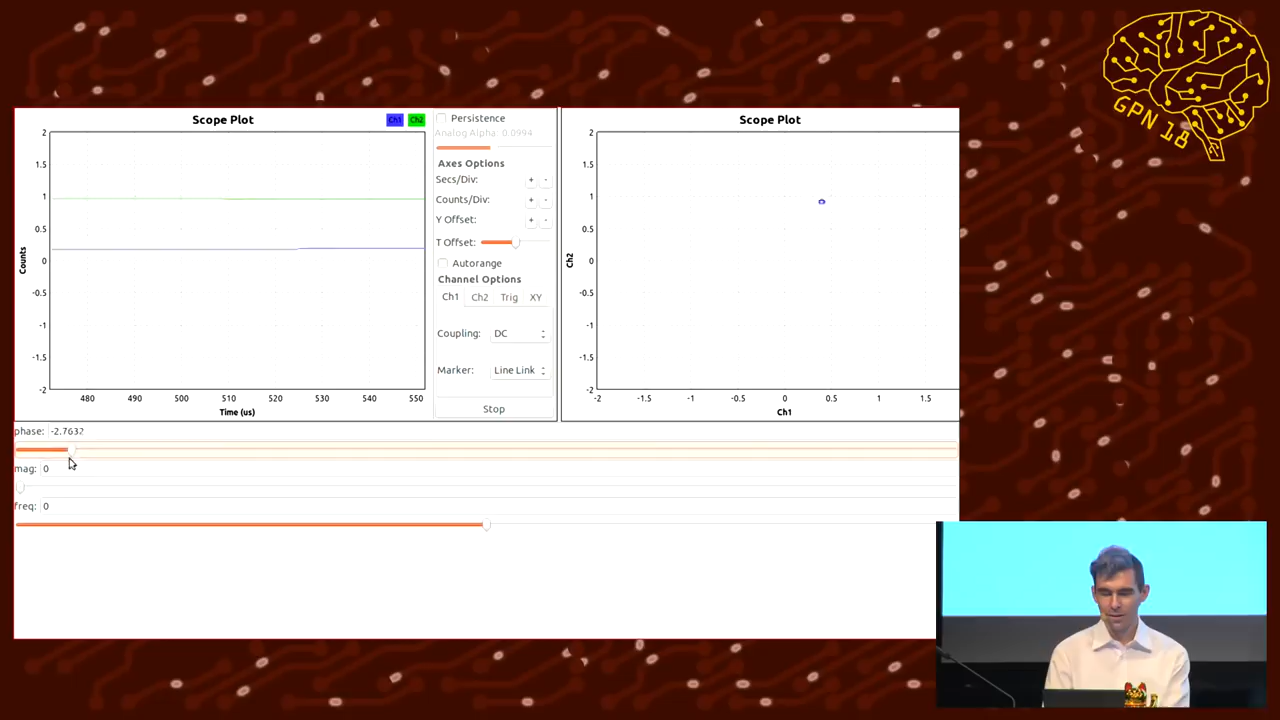 GPN 18
Scope Plot
Ch1 Ch2
2
1.5
1
0.5
0
-0.5
-1
-1.5
-2
Counts
480 490 500 510 520 530 540 550
Time (us)
Persistence
Analog Alpha: 0.0994
Axes Options
Secs/Div: + -
Counts/Div: + -
Y Offset: + -
T Offset:
Autorange
Channel Options
Ch1 Ch2 Trig XY
Coupling: DC
Marker: Line Link
Stop
Scope Plot
2
1.5
1
0.5
0
-0.5
-1
-1.5
-2
Ch2
-2 -1.5 -1 -0.5 0 0.5 1 1.5
Ch1
phase: -2.7632
mag: 0
freq: 0